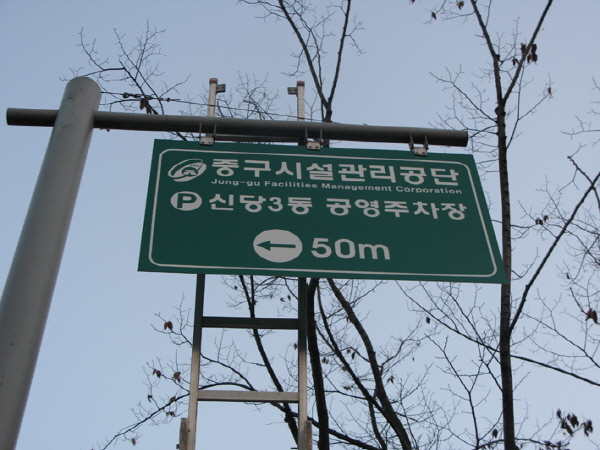 중구시설관리공단
Jung-gu Facilities Management Corporation
P 신당3동 공영주차장
50m